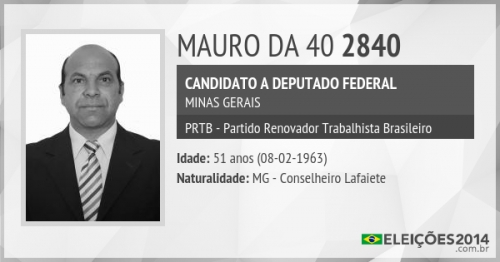 MAURO DA 40 2840
CANDIDATO A DEPUTADO FEDERAL
MINAS GERAIS
PRTB - Partido Renovador Trabalhista Brasileiro
Idade: 51 anos (08-02-1963)
Naturalidade: MG - Conselheiro Lafaiete
ELEIÇÕES2014
.com.br